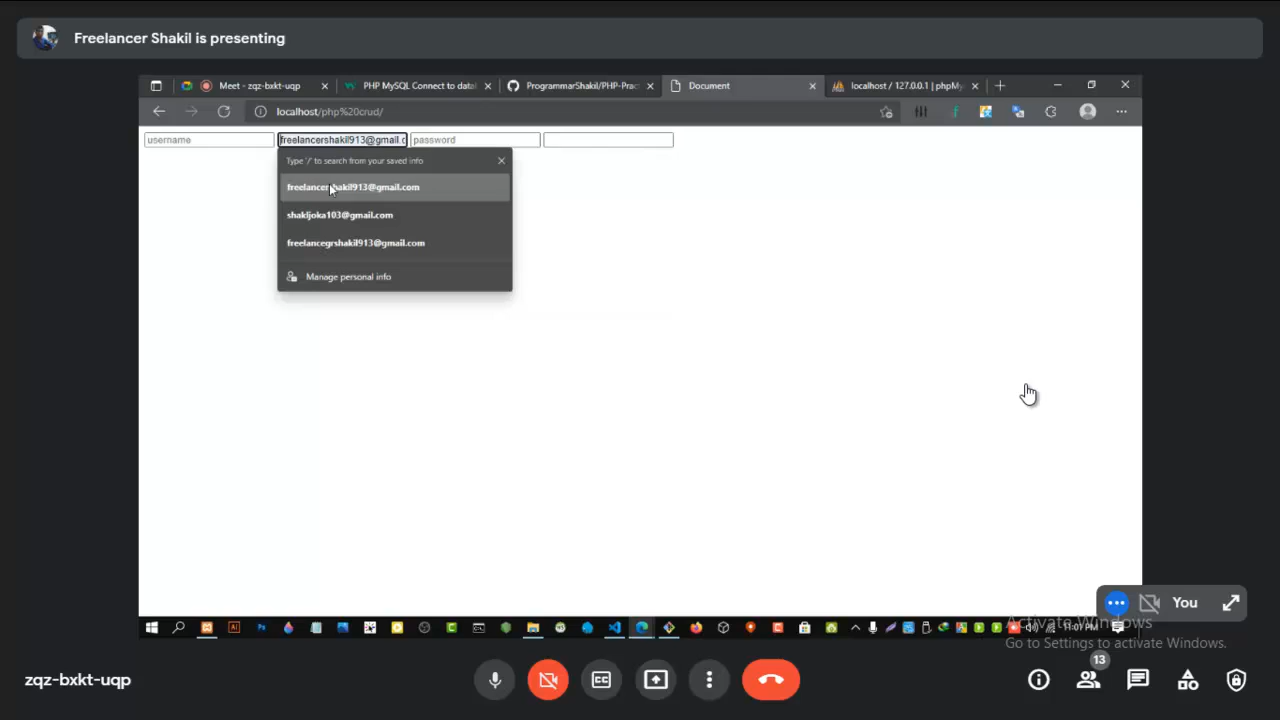 Freelancer Shakil is presenting
Meet - zqz-bxkt-uqp
PHP MySQL Connect to datal
ProgrammarShakil/PHP-Prac
Document
localhost / 127.0.0.1 | phpMy
localhost/php%20crud/
username
freelancershakil913@gmail.c
password
Type '/' to search from your saved info
freelancershakil913@gmail.com
shakljoka103@gmail.com
freelancegrshakil913@gmail.com
Manage personal info
You
Activate Windows
Go to Settings to activate Windows.
zqz-bxkt-uqp
13